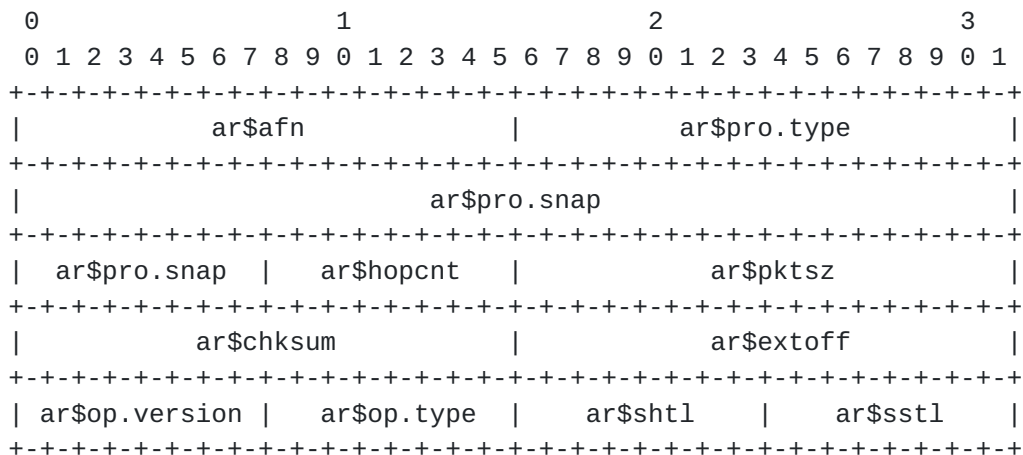 0                   1                   2                   3
 0 1 2 3 4 5 6 7 8 9 0 1 2 3 4 5 6 7 8 9 0 1 2 3 4 5 6 7 8 9 0 1
+-+-+-+-+-+-+-+-+-+-+-+-+-+-+-+-+-+-+-+-+-+-+-+-+-+-+-+-+-+-+-+-+
|            ar$afn             |          ar$pro.type          |
+-+-+-+-+-+-+-+-+-+-+-+-+-+-+-+-+-+-+-+-+-+-+-+-+-+-+-+-+-+-+-+-+
|                          ar$pro.snap                          |
+-+-+-+-+-+-+-+-+-+-+-+-+-+-+-+-+-+-+-+-+-+-+-+-+-+-+-+-+-+-+-+-+
|  ar$pro.snap  |   ar$hopcnt   |            ar$pktsz           |
+-+-+-+-+-+-+-+-+-+-+-+-+-+-+-+-+-+-+-+-+-+-+-+-+-+-+-+-+-+-+-+-+
|           ar$chksum           |            ar$extoff          |
+-+-+-+-+-+-+-+-+-+-+-+-+-+-+-+-+-+-+-+-+-+-+-+-+-+-+-+-+-+-+-+-+
| ar$op.version |   ar$op.type  |    ar$shtl    |    ar$sstl    |
+-+-+-+-+-+-+-+-+-+-+-+-+-+-+-+-+-+-+-+-+-+-+-+-+-+-+-+-+-+-+-+-+